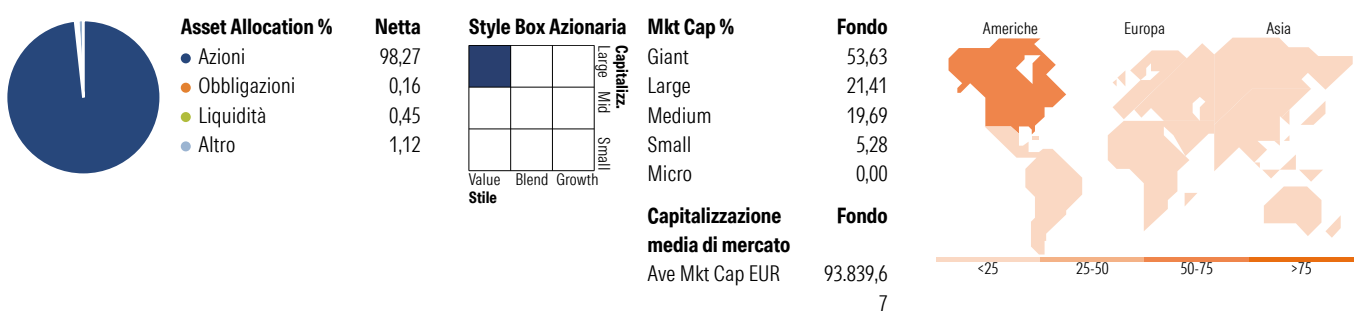 Asset Allocation % Netta
Azioni 98,27
Obbligazioni 0,16
Liquidità 0,45
Altro 1,12
Style Box Azionaria
Capitalizz.
Large Mid Small
Value Blend Growth
Stile
Mkt Cap % Fondo
Giant 53,63
Large 21,41
Medium 19,69
Small 5,28
Micro 0,00
Capitalizzazione Fondo
media di mercato
Ave Mkt Cap EUR 93.839,6
7
Americhe Europa Asia
<25 25-50 50-75 >75